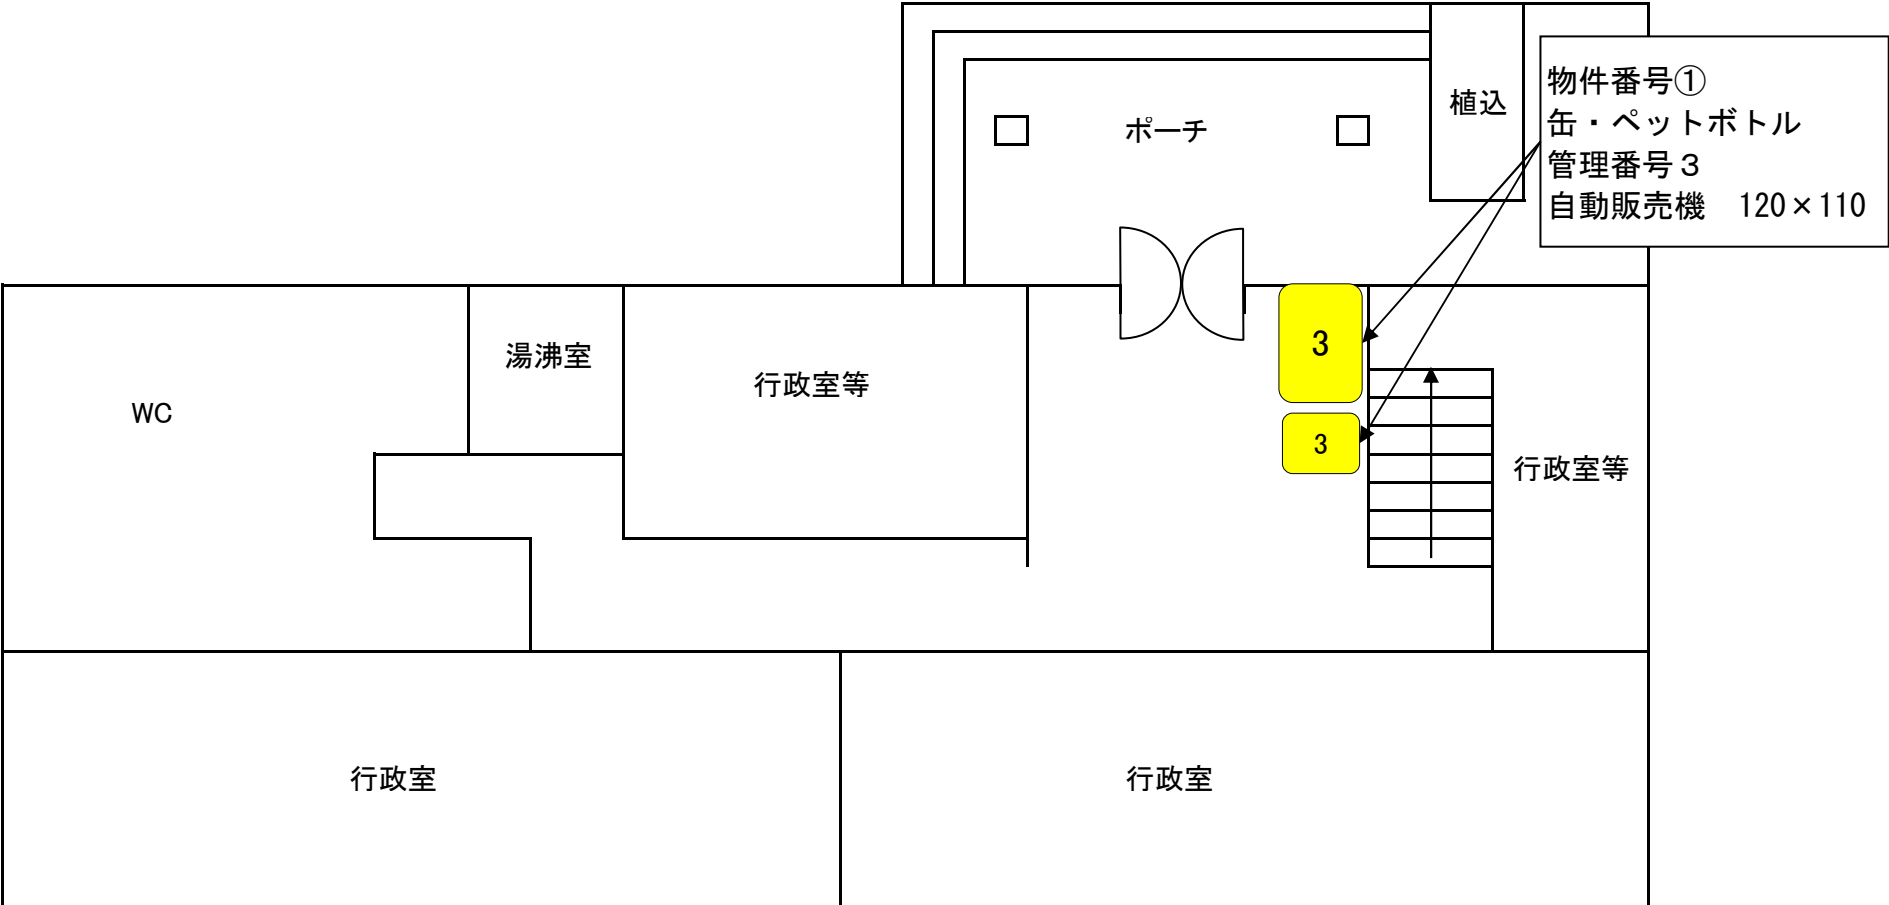 植込
物件番号①
缶・ペットボトル
管理番号３
自動販売機　120×110
ポーチ
3
湯沸室
行政室等
WC
3
行政室等
行政室
行政室